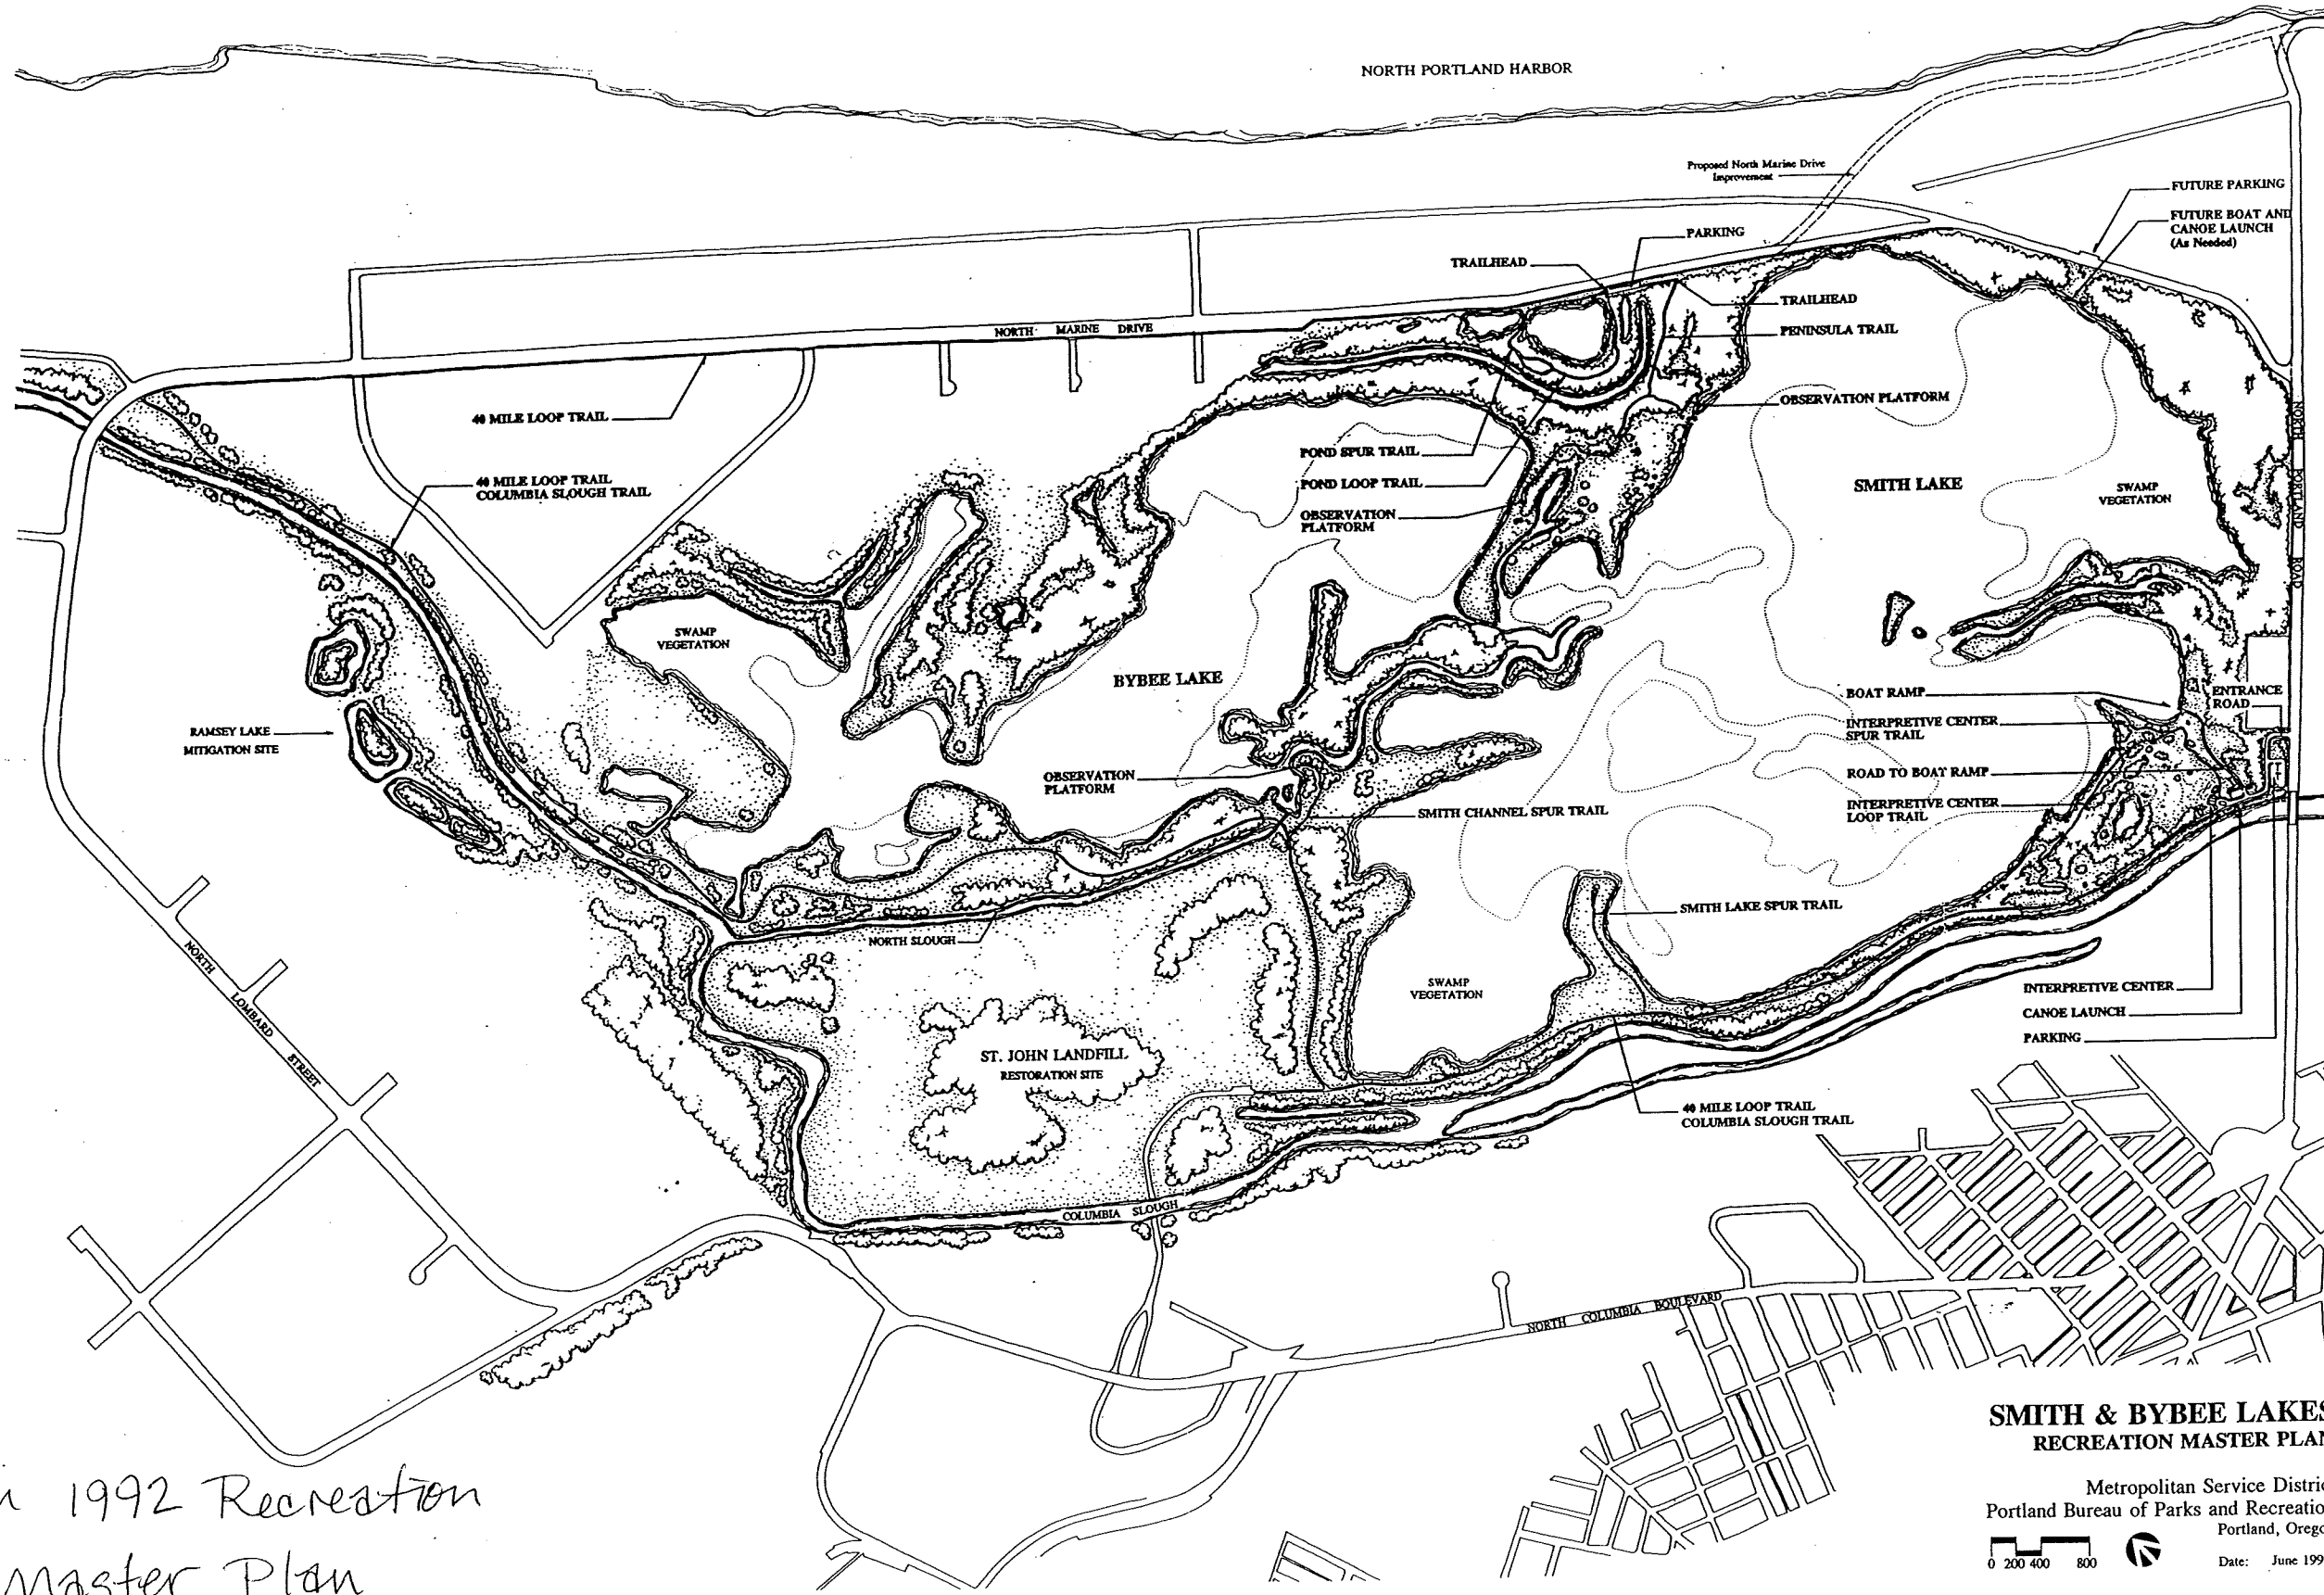 NORTH PORTLAND HARBOR
Proposed North Marine Drive
Improvement
FUTURE PARKING
FUTURE BOAT AND
CANOE LAUNCH
(As Needed)
PARKING
TRAILHEAD
TRAILHEAD
PENINSULA TRAIL
NORTH MARINE DRIVE
OBSERVATION PLATFORM
40 MILE LOOP TRAIL
POND SPUR TRAIL
POND LOOP TRAIL
OBSERVATION
PLATFORM
40 MILE LOOP TRAIL
COLUMBIA SLOUGH TRAIL
SMITH LAKE
SWAMP
VEGETATION
NORTH PORTLAND ROAD
SWAMP
VEGETATION
BYBEE LAKE
BOAT RAMP
ENTRANCE
ROAD
INTERPRETIVE CENTER
SPUR TRAIL
RAMSEY LAKE
MITIGATION SITE
OBSERVATION
PLATFORM
ROAD TO BOAT RAMP
INTERPRETIVE CENTER
LOOP TRAIL
SMITH CHANNEL SPUR TRAIL
SMITH LAKE SPUR TRAIL
NORTH SLOUGH
SWAMP
VEGETATION
INTERPRETIVE CENTER
CANOE LAUNCH
PARKING
NORTH LOMBARD STREET
ST. JOHN LANDFILL
RESTORATION SITE
40 MILE LOOP TRAIL
COLUMBIA SLOUGH TRAIL
COLUMBIA SLOUGH
NORTH COLUMBIA BOULEVARD
SMITH & BYBEE LAKES
RECREATION MASTER PLAN
Metropolitan Service Distric
Portland Bureau of Parks and Recreatio
Portland, Orego
0 200 400 800
Date: June 199
1992 Recreation
Master Plan